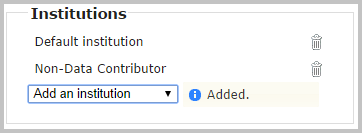 Institutions
Default institution
Non-Data Contributor
Add an institution Added.